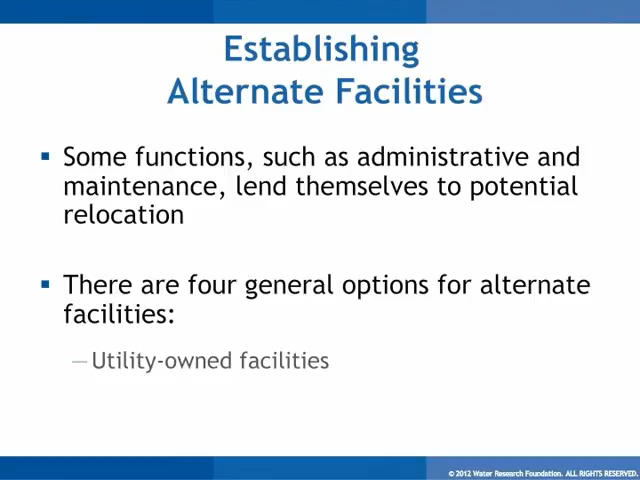 Establishing
Alternate Facilities
▪ Some functions, such as administrative and
maintenance, lend themselves to potential
relocation
▪ There are four general options for alternate
facilities:
—Utility-owned facilities
© 2012 Water Research Foundation. ALL RIGHTS RESERVED.